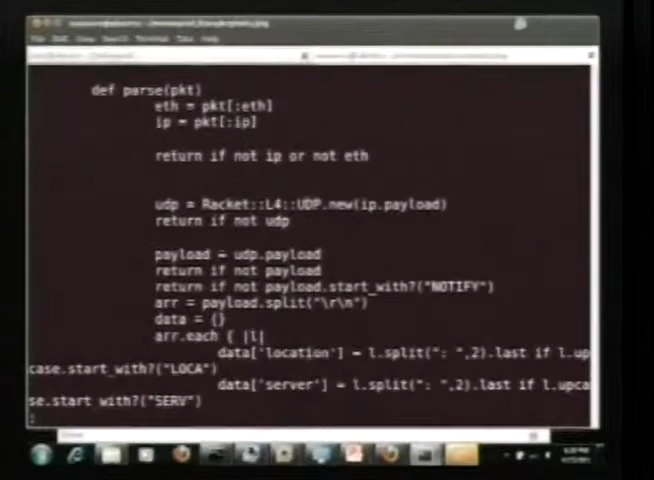 def parse(pkt)
eth = pkt[:eth]
ip = pkt[:ip]
return if not ip or not eth
udp = Racket::L4::UDP.new(ip.payload)
return if not udp
payload = udp.payload
return if not payload
return if not payload.start_with?("NOTIFY")
arr = payload.split("\r\n")
data = {}
arr.each { |l|
data['location'] = l.split(": ",2).last if l.up
case.start_with?("LOCA")
data['server'] = l.split(": ",2).last if l.upca
se.start_with?("SERV")
: